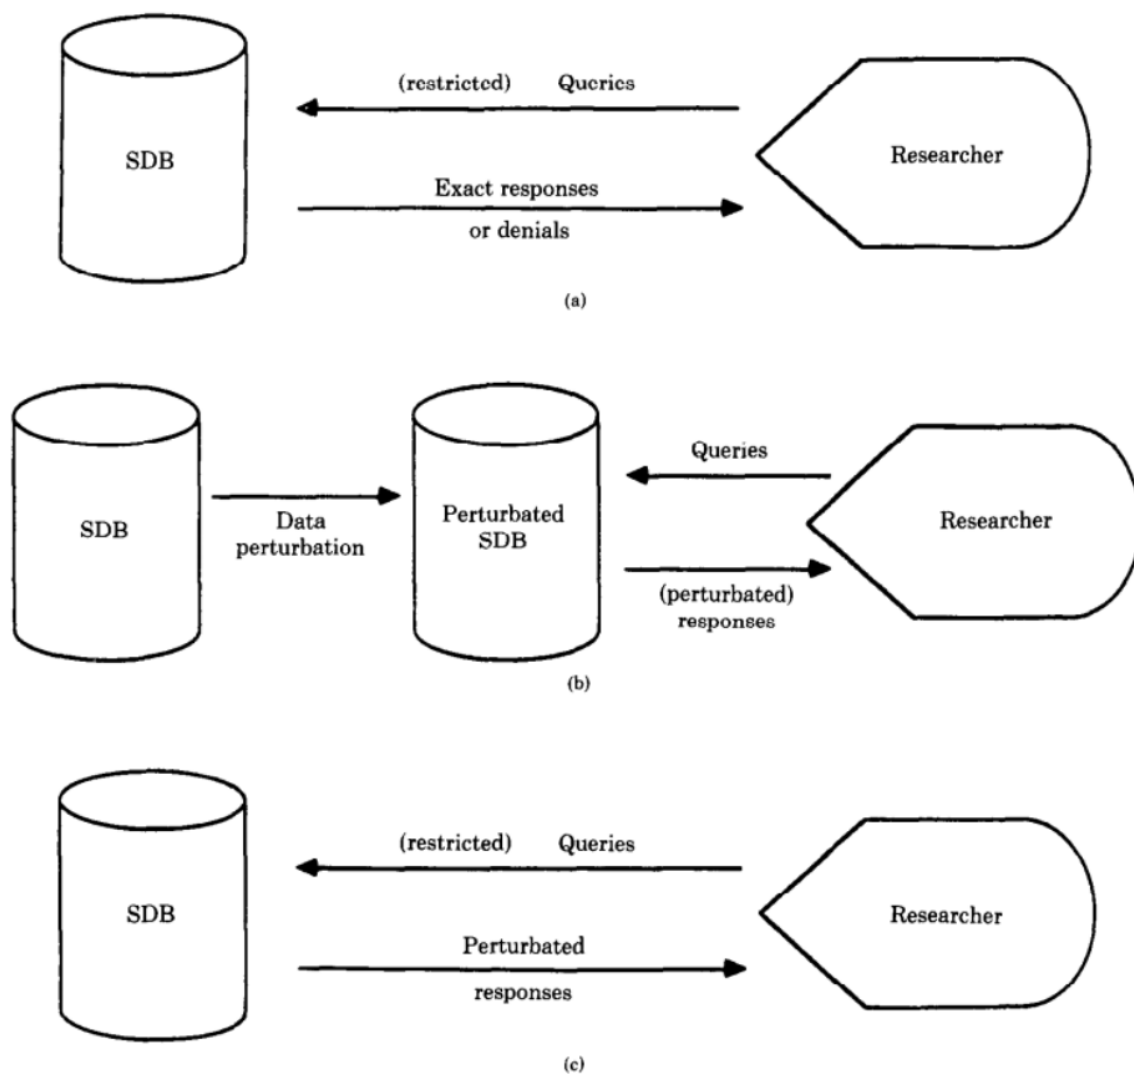 (restricted) Queries
SDB
Researcher
Exact responses
or denials
(a)
Queries
SDB
Data
perturbation
Perturbated
SDB
Researcher
(perturbated)
responses
(b)
(restricted) Queries
SDB
Researcher
Perturbated
responses
(c)